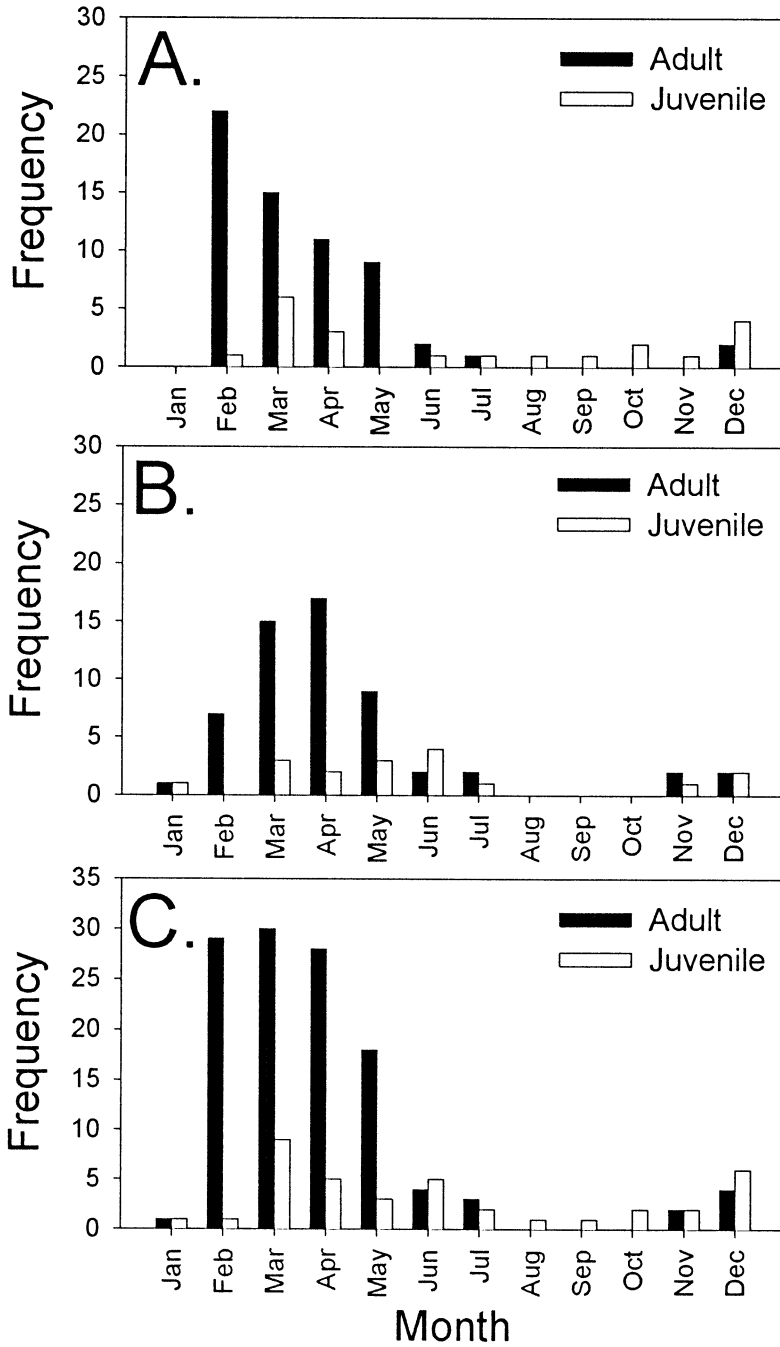 A.
Adult
Juvenile
Frequency
30
25
20
15
10
5
0
Jan Feb Mar Apr May Jun Jul Aug Sep Oct Nov Dec
B.
Adult
Juvenile
Frequency
30
25
20
15
10
5
0
Jan Feb Mar Apr May Jun Jul Aug Sep Oct Nov Dec
C.
Adult
Juvenile
Frequency
35
30
25
20
15
10
5
0
Jan Feb Mar Apr May Jun Jul Aug Sep Oct Nov Dec
Month